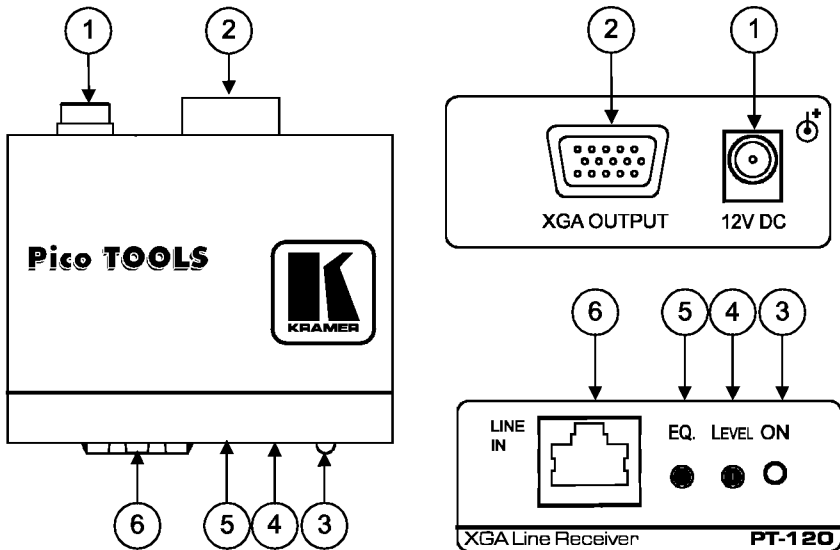 1
2
2
1
XGA OUTPUT
12V DC
Pico TOOLS
K
KRAMER
6
5
4
3
LINE
IN
EQ.
LEVEL
ON
6
5
4
3
XGA Line Receiver
PT-120